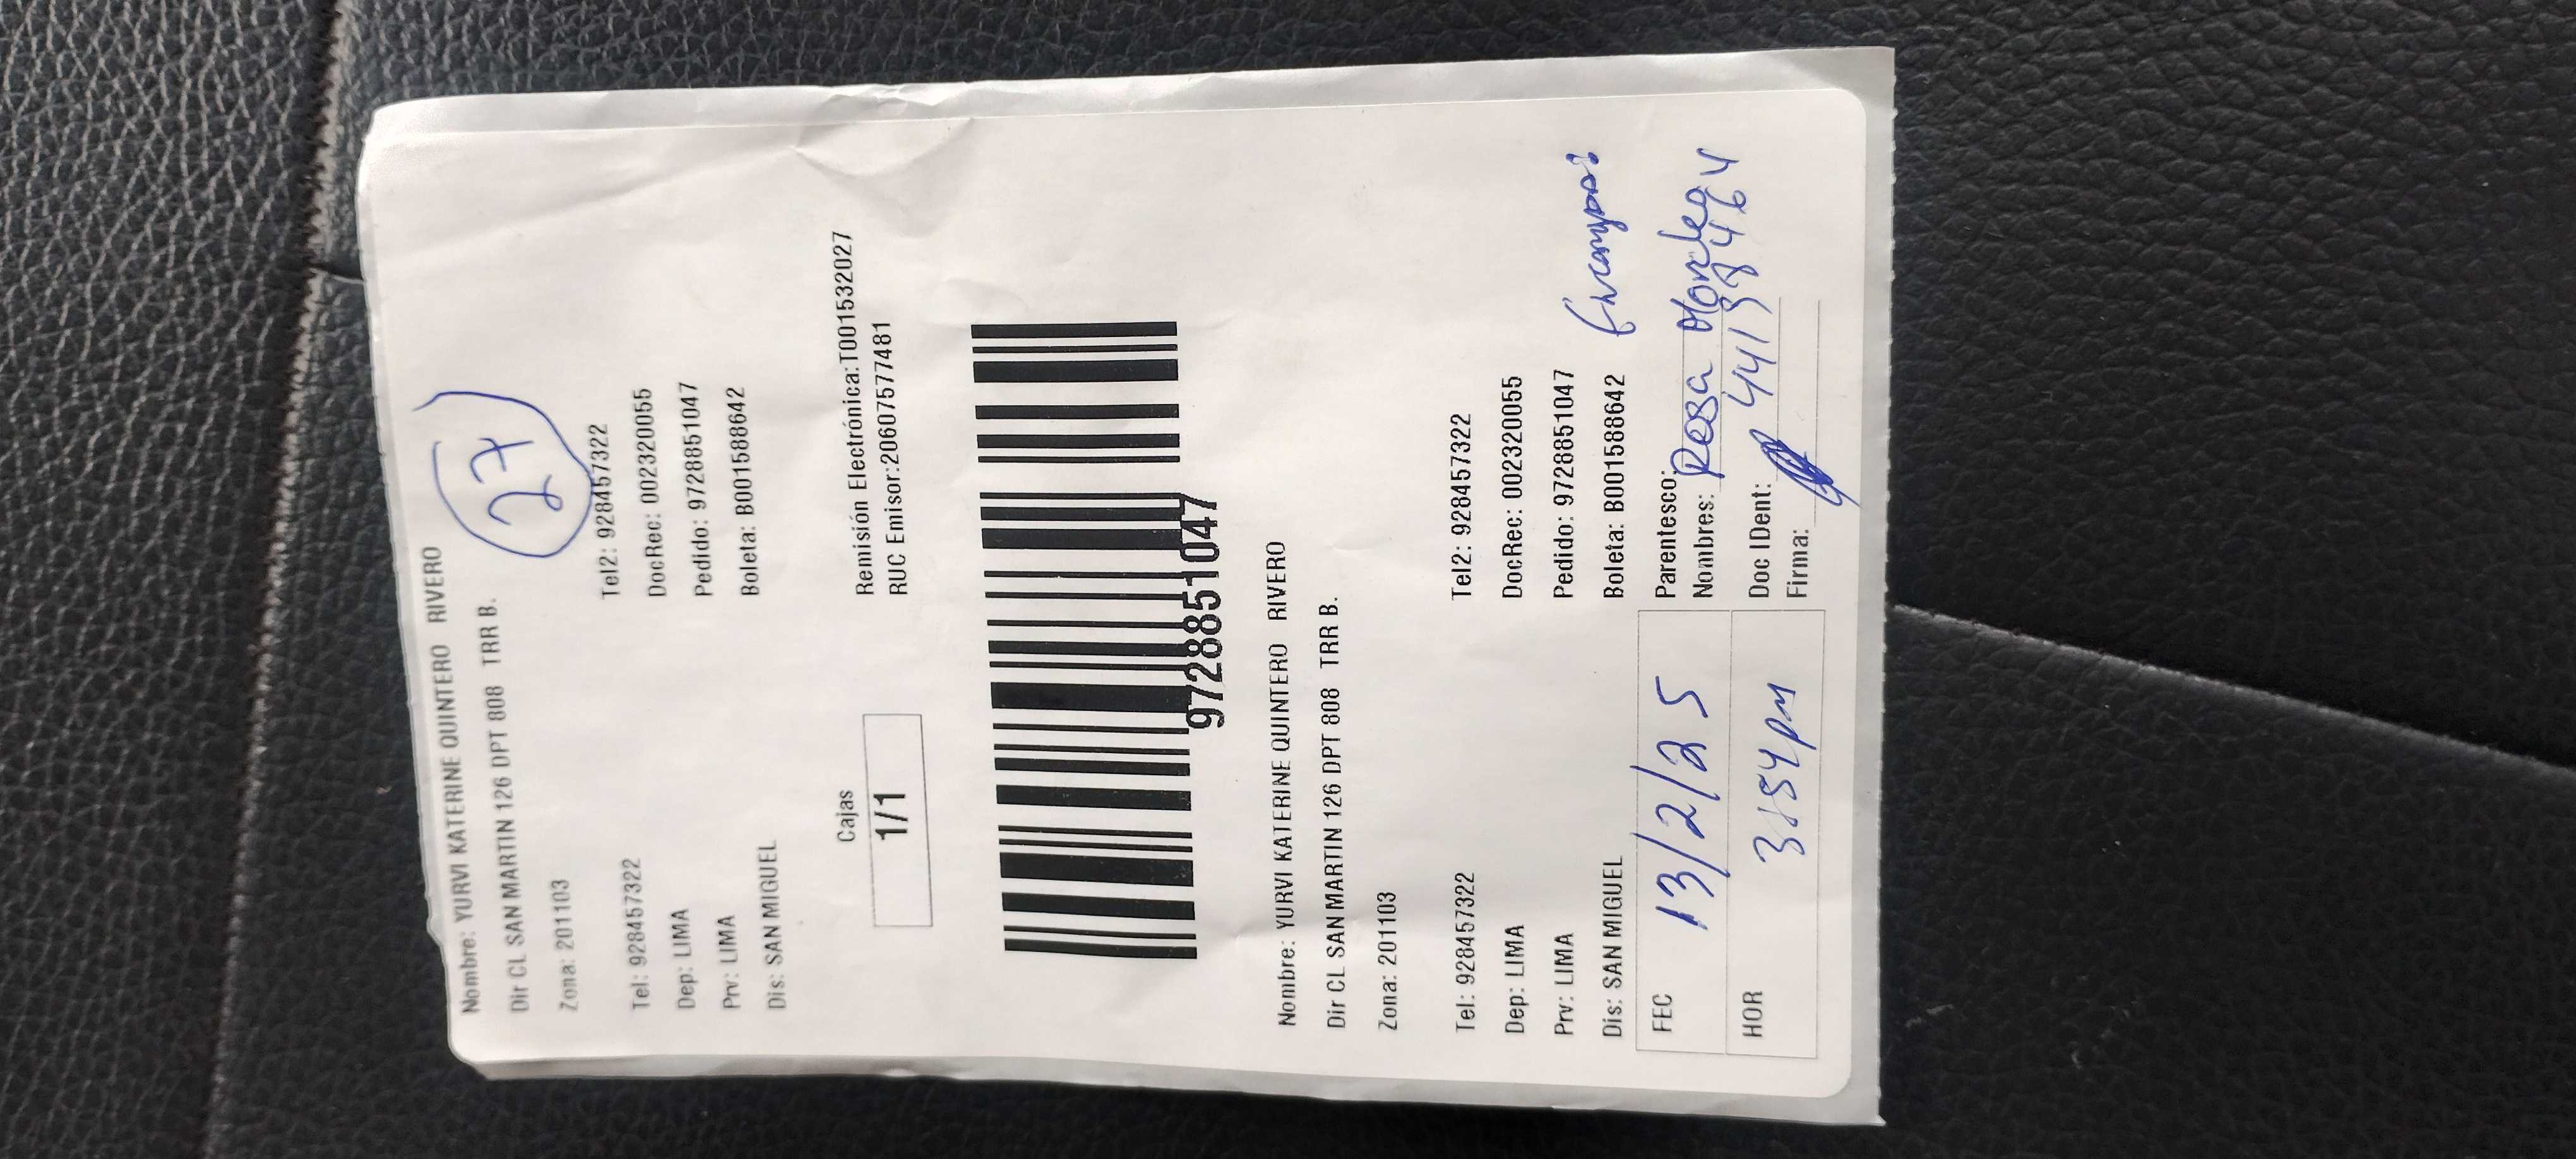 Nombre: YURVI KATERINE QUINTERO RIVERO
Dir CL SAN MARTIN 126 DPT 808 TRR B.
27
Zona: 201103
Tel: 928457322 Tel2: 928457322
Dep: LIMA DocRec: 002320055
Prv: LIMA Pedido: 972885 1047
Dis: SAN MIGUEL Boleta: B001588642
Cajas Remisión Electrónica:T001532027
1/1 RUC Emisor:20607577481
9728851047
Nombre: YURVI KATERINE QUINTERO RIVERO
Dir CL SAN MARTIN 126 DPT 808 TRR B.
Zona: 201103
Tel: 928457322 Tel2: 928457322
Dep: LIMA DocRec: 002320055
Prv: LIMA Pedido: 9728851047
Dis: SAN MIGUEL Boleta: B001588642
FEC 13/2/25 Parentesco:
Nombres: Rosa
HOR 3:54 pm Doc IDent: 44138464
Firma: